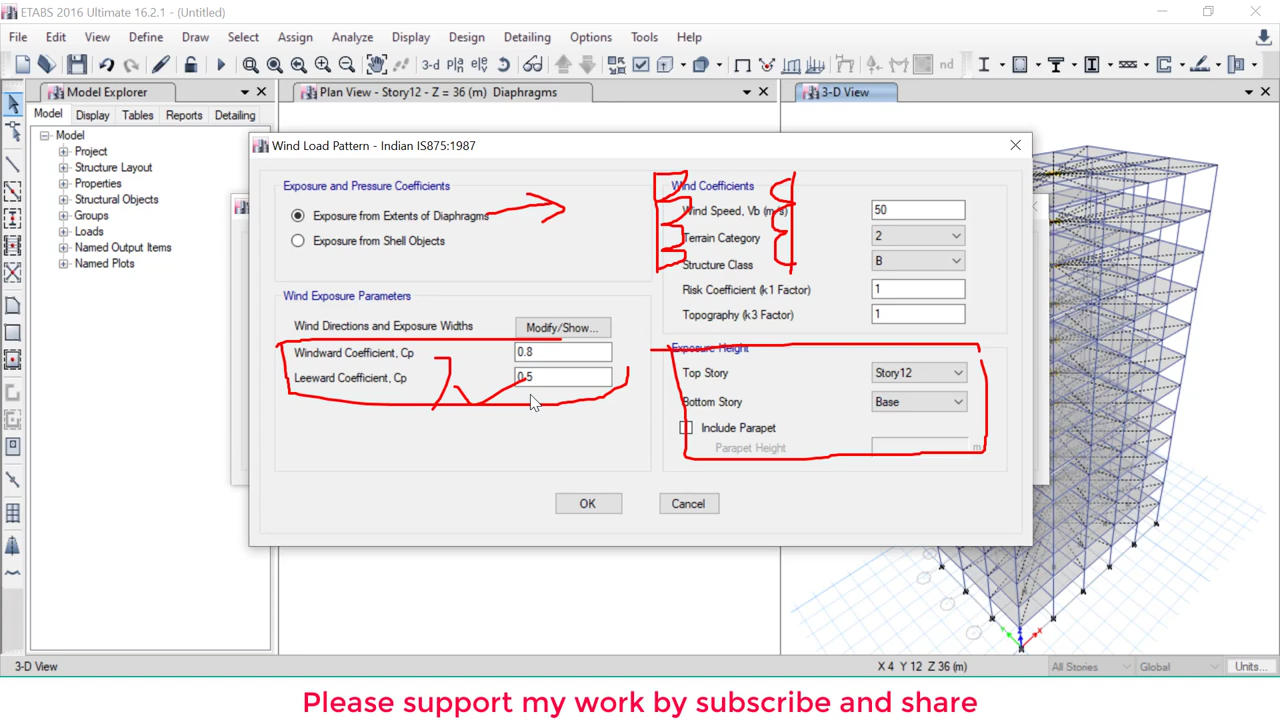 ETABS 2016 Ultimate 16.2.1 - (Untitled)
File Edit View Define Draw Select Assign Analyze Display Design Detailing Options Tools Help
3-d
nd
Model Explorer
Plan View - Story12 - Z = 36 (m) Diaphragms
3-D View
Model Display Tables Reports Detailing
Model
Project
Structure Layout
Properties
Structural Objects
Groups
Loads
Named Output Items
Named Plots
Wind Load Pattern - Indian IS875:1987
Exposure and Pressure Coefficients
Exposure from Extents of Diaphragms
Exposure from Shell Objects
Wind Exposure Parameters
Wind Directions and Exposure Widths Modify/Show...
Windward Coefficient, Cp 0.8
Leeward Coefficient, Cp 0.5
Wind Coefficients
Wind Speed, Vb (m/s) 50
Terrain Category 2
Structure Class B
Risk Coefficient (k1 Factor) 1
Topography (k3 Factor) 1
Exposure Height
Top Story Story12
Bottom Story Base
Include Parapet
Parapet Height m
OK Cancel
3-D View
X 4 Y 12 Z 36 (m)
All Stories
Global
Units...
Please support my work by subscribe and share